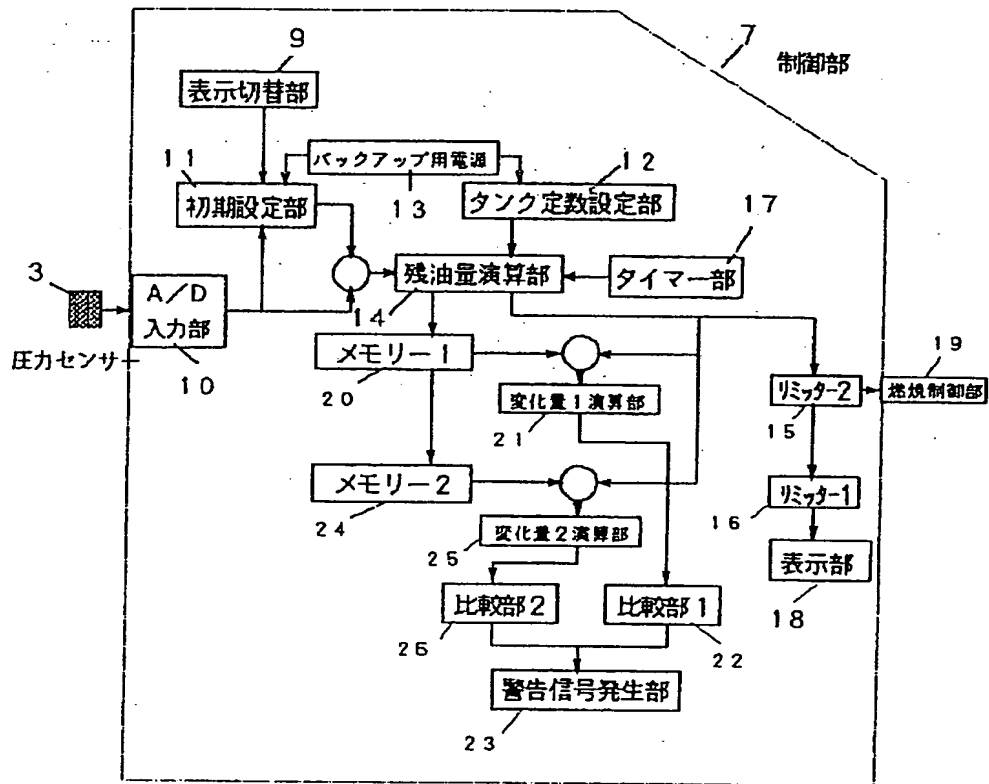 9
7
制御部
表示切替部
11
バックアップ用電源
12
初期設定部
13
タンク定数設定部
17
3
残油量演算部
タイマー部
A/D
入力部
14
圧力センサ
10
メモリー1
19
20
変化量1演算部
リミッター2
燃規制御部
21
15
メモリー2
リミッター1
24
変化量2演算部
16
25
表示部
比較部2
比較部1
18
26
22
警告信号発生部
23